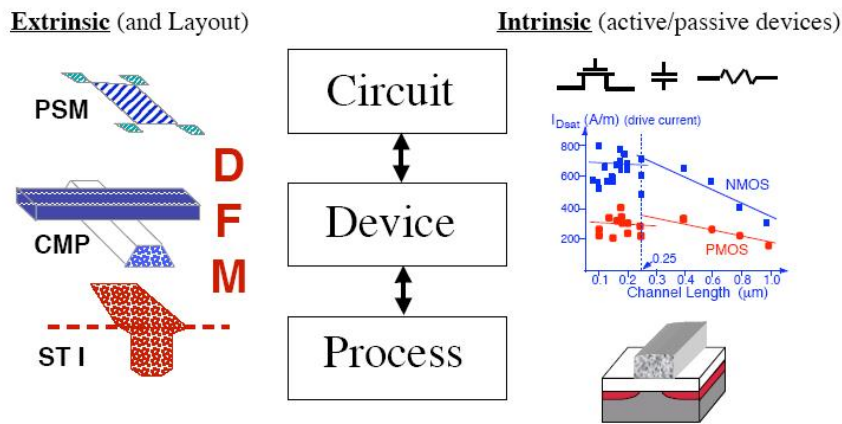 Extrinsic (and Layout)
Intrinsic (active/passive devices)
PSM
CMP
ST I
D
F
M
Circuit
Device
Process
I_Dsat (A/m) (drive current)
800
600
400
200
NMOS
PMOS
0.25
0.1 0.2 0.3 0.4 0.6 0.8 1.0
Channel Length (μm)